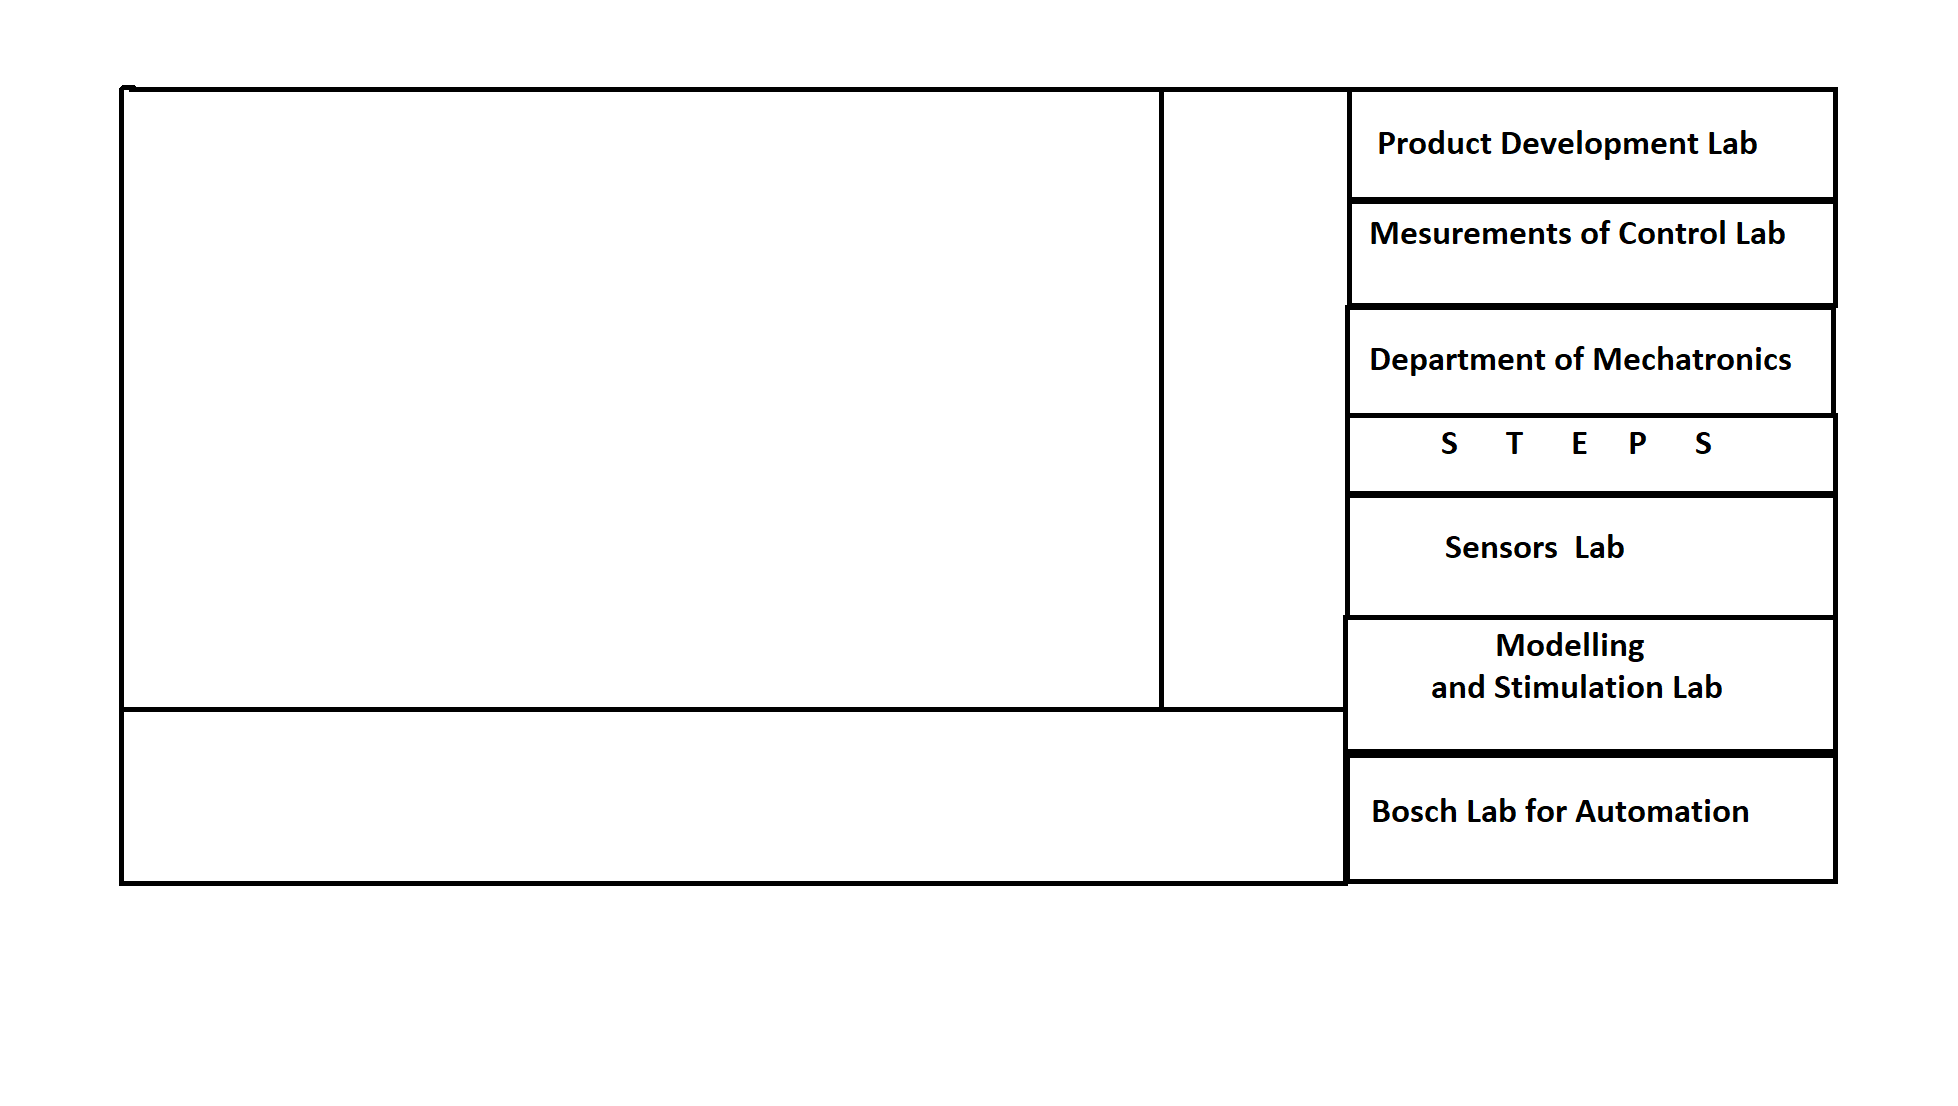 Product Development Lab
Mesurements of Control Lab
Department of Mechatronics
S T E P S
Sensors Lab
Modelling
and Stimulation Lab
Bosch Lab for Automation